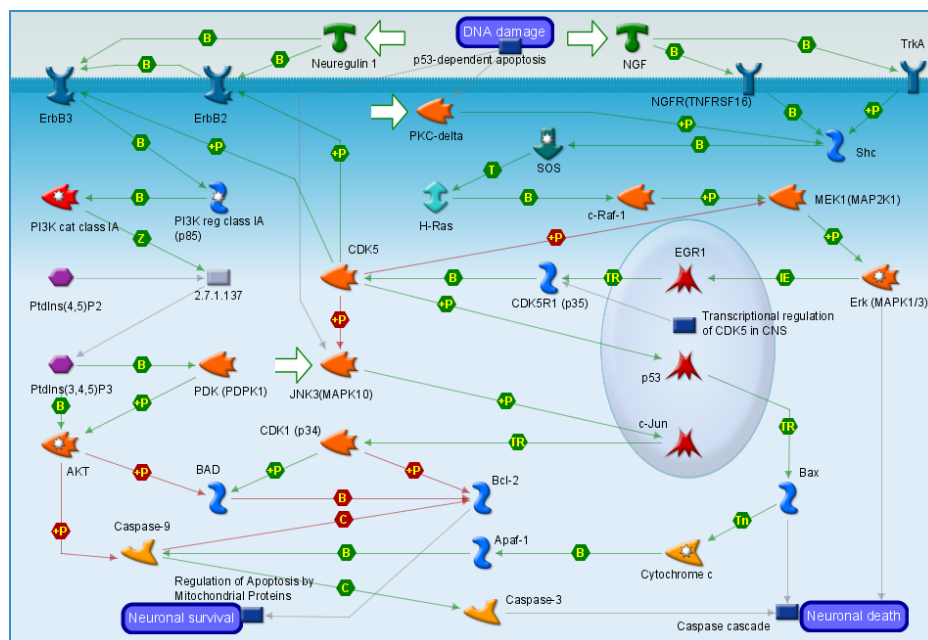 DNA damage
TrkA
B
B
B
Neuregulin 1
p53-dependent apoptosis
NGF
B
B
B
B
NGFR(TNFRSF16)
ErbB3
ErbB2
PKC-delta
+P
B
+P
+P
+P
B
B
SOS
Shc
T
PI3K cat class IA
B
PI3K reg class IA
(p85)
H-Ras
B
c-Raf-1
+P
MEK1(MAP2K1)
Z
CDK5
+P
+P
EGR1
PtdIns(4,5)P2
2.7.1.137
B
CDK5R1 (p35)
TR
IE
Erk (MAPK1/3)
+P
+P
Transcriptional regulation
of CDK5 in CNS
PtdIns(3,4,5)P3
B
PDK (PDPK1)
JNK3(MAPK10)
p53
B
+P
+P
CDK1 (p34)
c-Jun
TR
TR
AKT
+P
BAD
+P
+P
Bcl-2
Bax
B
+P
Caspase-9
C
Tn
B
Apaf-1
B
Cytochrome c
Regulation of Apoptosis by
Mitochondrial Proteins
C
Caspase-3
Neuronal survival
Caspase cascade
Neuronal death